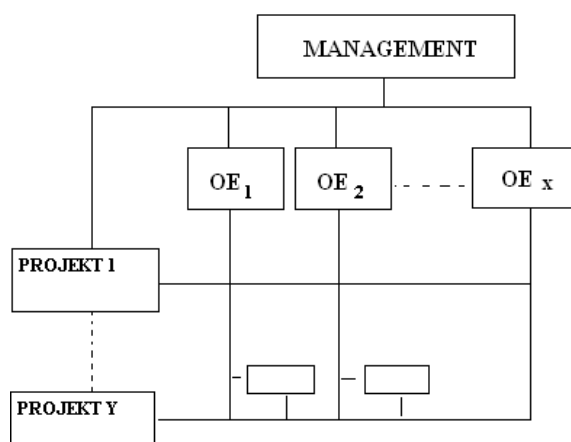 MANAGEMENT
OE 1
OE 2
OE x
PROJEKT 1
PROJEKT Y